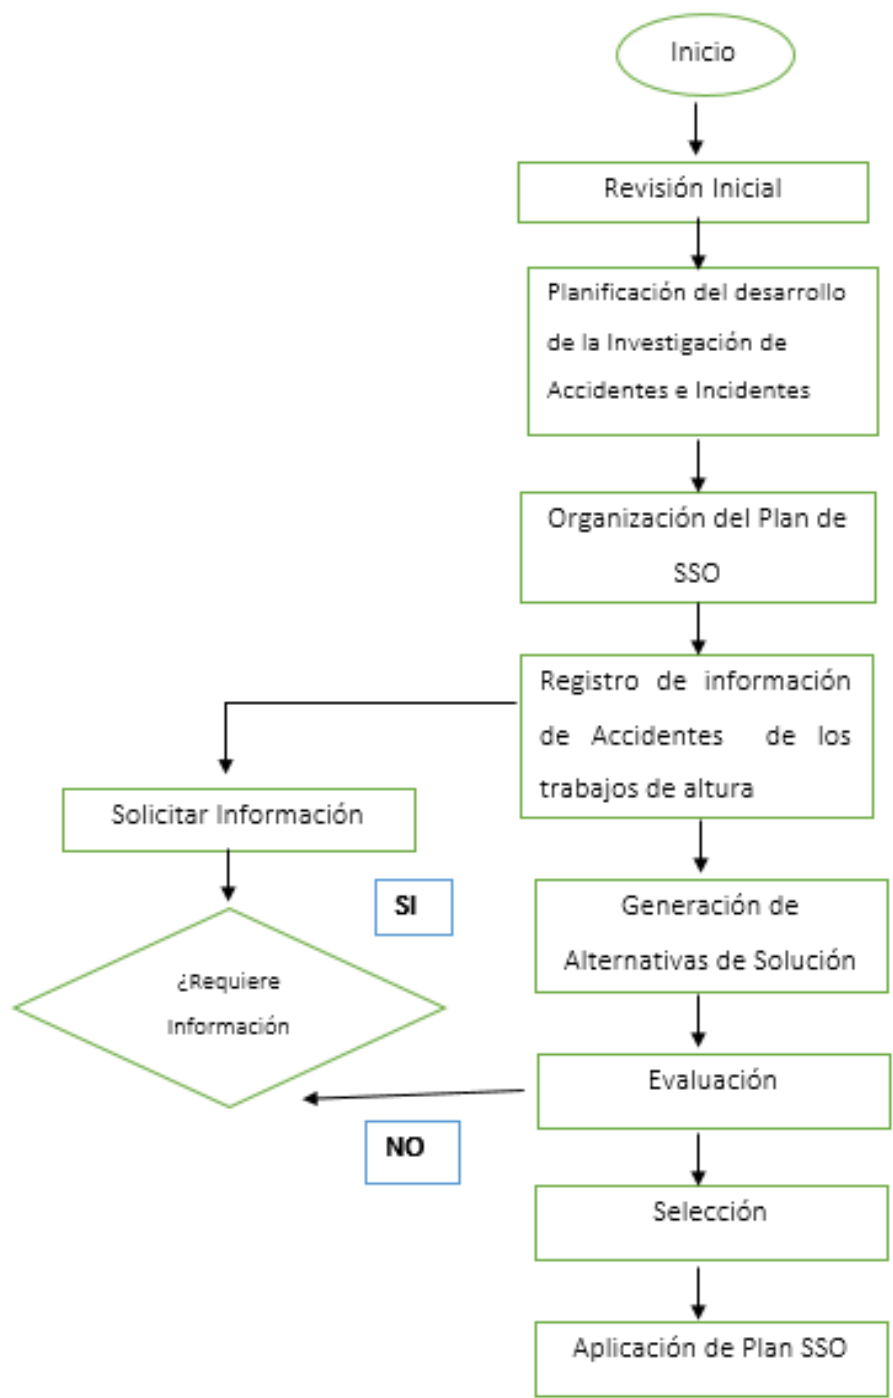 Inicio
Revisión Inicial
Planificación del desarrollo
de la Investigación de
Accidentes e Incidentes
Organización del Plan de
SSO
Registro de información
de Accidentes de los
trabajos de altura
Solicitar Información
SI
Generación de
Alternativas de Solución
¿Requiere
Información
Evaluación
NO
Selección
Aplicación de Plan SSO